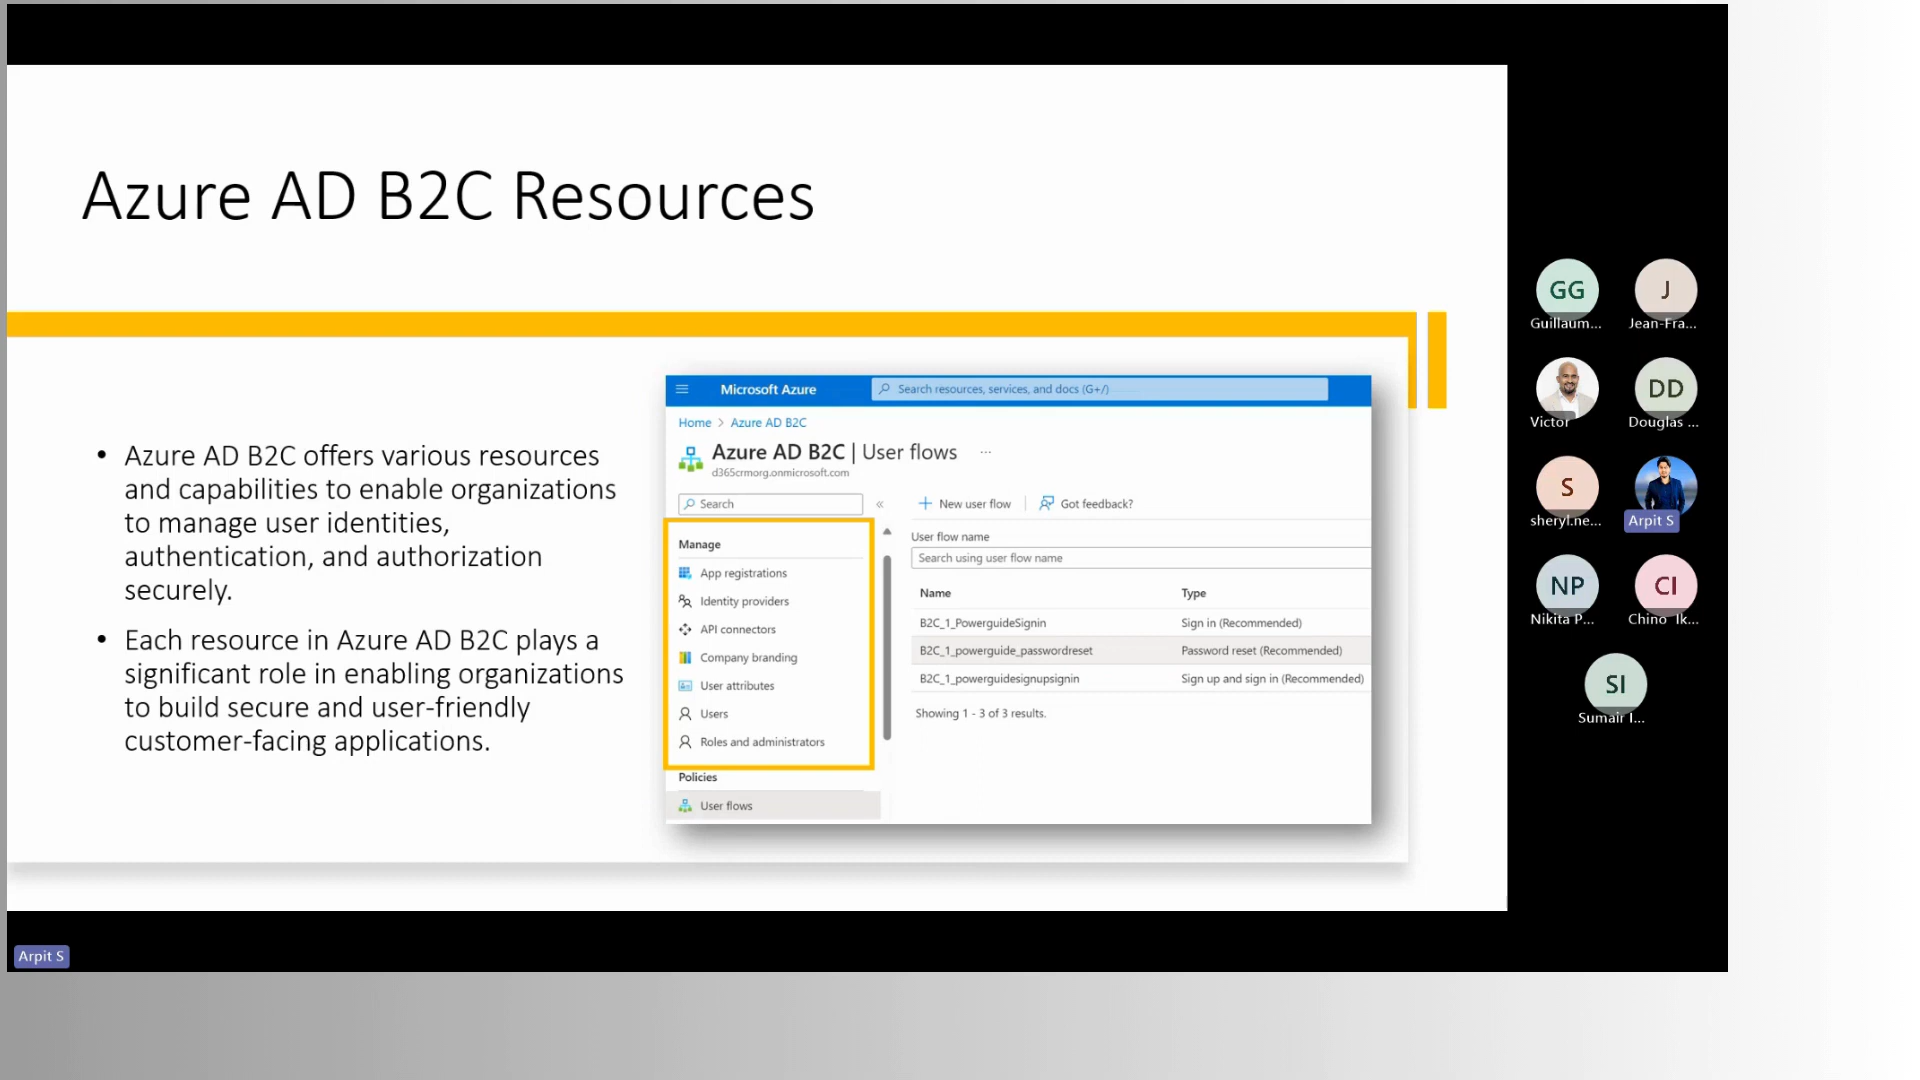 Azure AD B2C Resources
• Azure AD B2C offers various resources
and capabilities to enable organizations
to manage user identities,
authentication, and authorization
securely.
• Each resource in Azure AD B2C plays a
significant role in enabling organizations
to build secure and user-friendly
customer-facing applications.
Microsoft Azure
Search resources, services, and docs (G+/)
Home > Azure AD B2C
Azure AD B2C | User flows ...
d365crmorg.onmicrosoft.com
Search
«
+ New user flow
Got feedback?
Manage
App registrations
Identity providers
API connectors
Company branding
User attributes
Users
Roles and administrators
Policies
User flows
User flow name
Search using user flow name
Name Type
B2C_1_PowerguideSignin Sign in (Recommended)
B2C_1_powerguide_passwordreset Password reset (Recommended)
B2C_1_powerguidesignupsignin Sign up and sign in (Recommended)
Showing 1 - 3 of 3 results.
GG
Guillaum...
J
Jean-Fra...
Victor
DD
Douglas ...
S
sheryl.ne...
Arpit S
NP
Nikita P...
CI
Chino Ik...
SI
Sumair I...
Arpit S